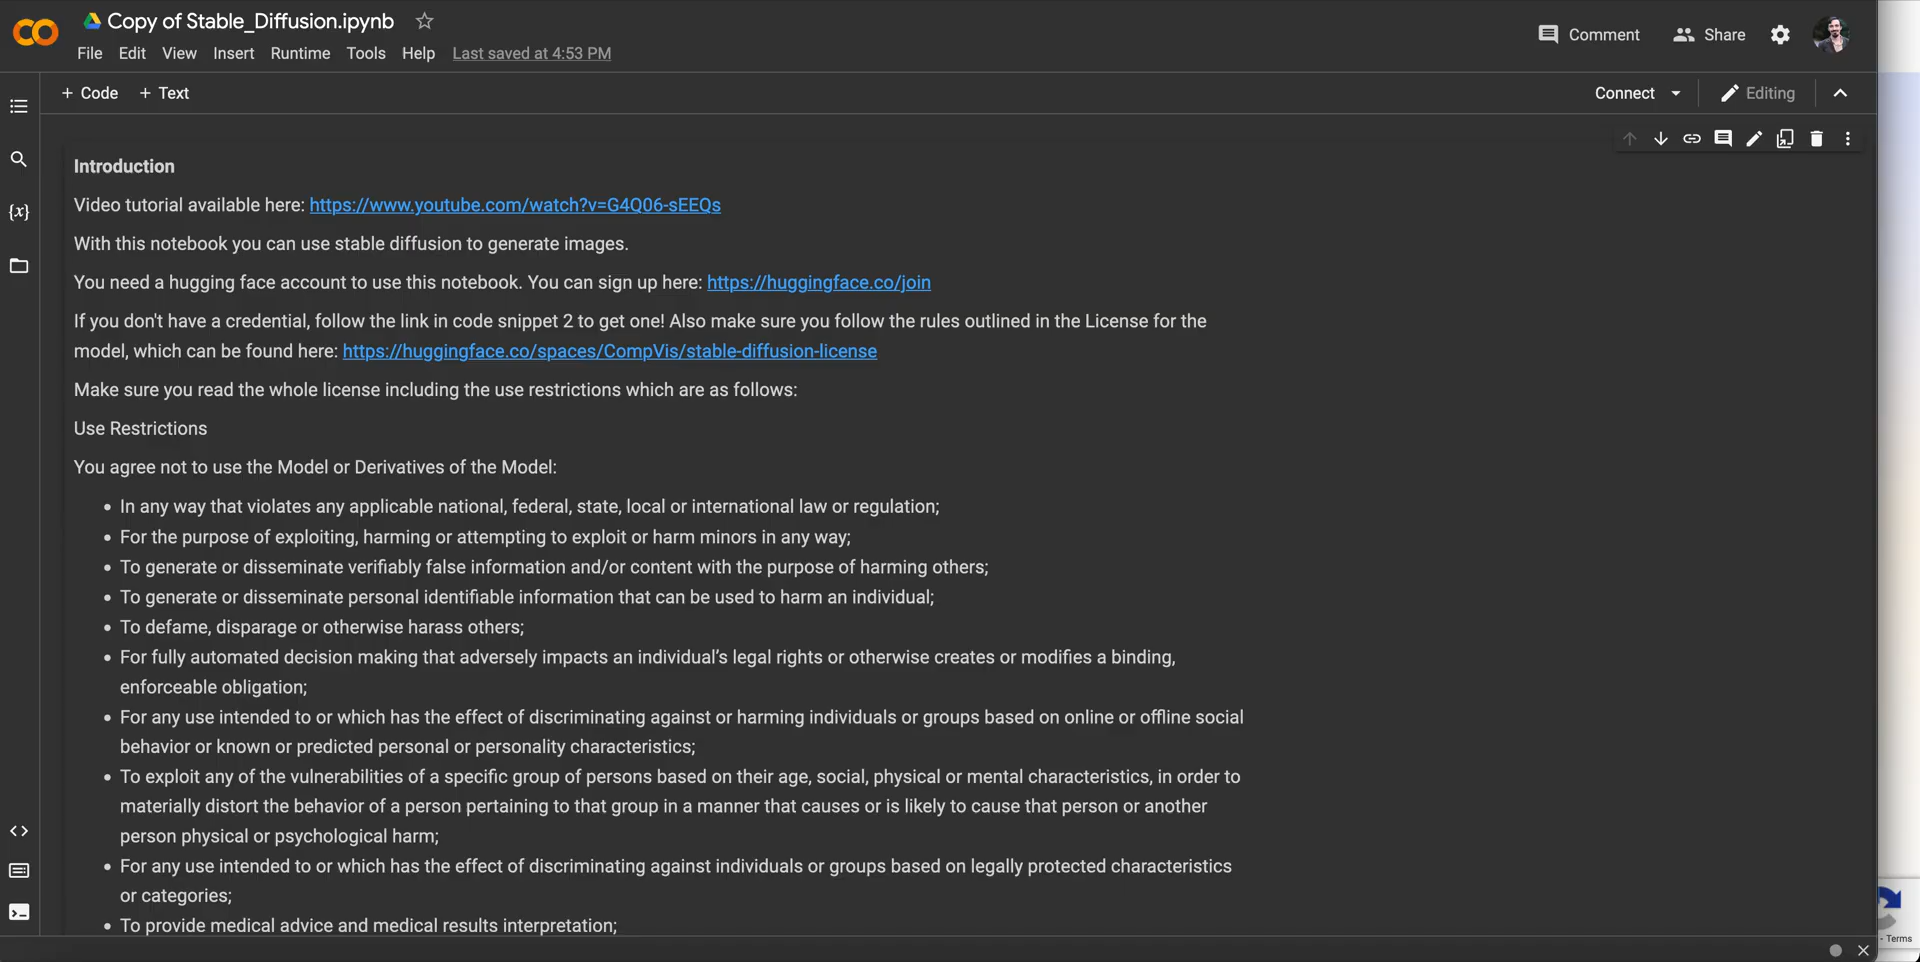 Copy of Stable_Diffusion.ipynb
File Edit View Insert Runtime Tools Help Last saved at 4:53 PM
Comment Share
+ Code + Text
Connect Editing
Introduction
Video tutorial available here: https://www.youtube.com/watch?v=G4Q06-sEEQs
With this notebook you can use stable diffusion to generate images.
You need a hugging face account to use this notebook. You can sign up here: https://huggingface.co/join
If you don't have a credential, follow the link in code snippet 2 to get one! Also make sure you follow the rules outlined in the License for the
model, which can be found here: https://huggingface.co/spaces/CompVis/stable-diffusion-license
Make sure you read the whole license including the use restrictions which are as follows:
Use Restrictions
You agree not to use the Model or Derivatives of the Model:
• In any way that violates any applicable national, federal, state, local or international law or regulation;
• For the purpose of exploiting, harming or attempting to exploit or harm minors in any way;
• To generate or disseminate verifiably false information and/or content with the purpose of harming others;
• To generate or disseminate personal identifiable information that can be used to harm an individual;
• To defame, disparage or otherwise harass others;
• For fully automated decision making that adversely impacts an individual’s legal rights or otherwise creates or modifies a binding,
enforceable obligation;
• For any use intended to or which has the effect of discriminating against or harming individuals or groups based on online or offline social
behavior or known or predicted personal or personality characteristics;
• To exploit any of the vulnerabilities of a specific group of persons based on their age, social, physical or mental characteristics, in order to
materially distort the behavior of a person pertaining to that group in a manner that causes or is likely to cause that person or another
person physical or psychological harm;
• For any use intended to or which has the effect of discriminating against individuals or groups based on legally protected characteristics
or categories;
• To provide medical advice and medical results interpretation;
- Terms